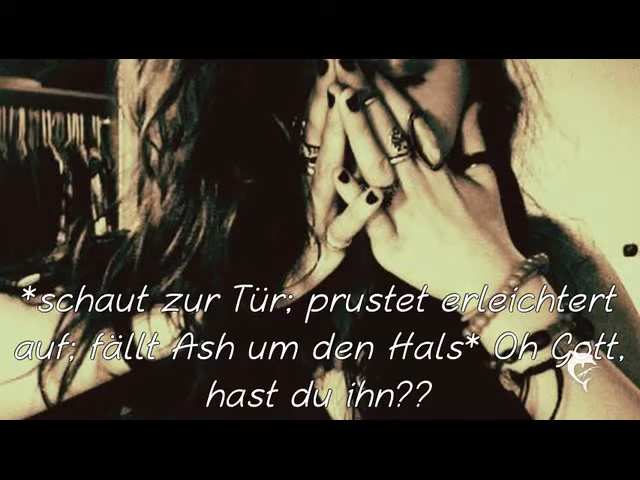 *schaut zur Tür; prustet erleichtert
auf; fällt Ash um den Hals* Oh Gott,
hast du ihn??